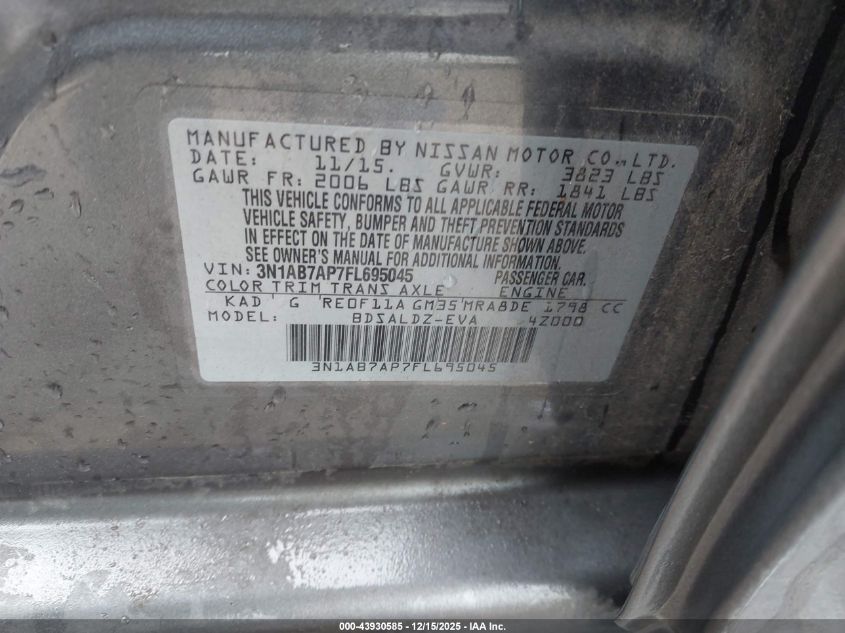 MANUFACTURED BY NISSAN MOTOR CO.,LTD.
DATE: 11/15. GVWR: 3823 LBS
GAWR FR: 2006 LBS GAWR RR: 1841 LBS
THIS VEHICLE CONFORMS TO ALL APPLICABLE FEDERAL MOTOR
VEHICLE SAFETY, BUMPER AND THEFT PREVENTION STANDARDS
IN EFFECT ON THE DATE OF MANUFACTURE SHOWN ABOVE.
SEE OWNER'S MANUAL FOR ADDITIONAL INFORMATION.
VIN: 3N1AB7AP7FL695045 PASSENGER CAR.
COLOR TRIM TRANS AXLE ENGINE
KAD G RE0F11A GM35 MRA8DE 1798 CC
MODEL: BDSALDZ-EVA 4Z000
3N1AB7AP7FL695045
000-43930585 - 12/15/2025 - IAA Inc.